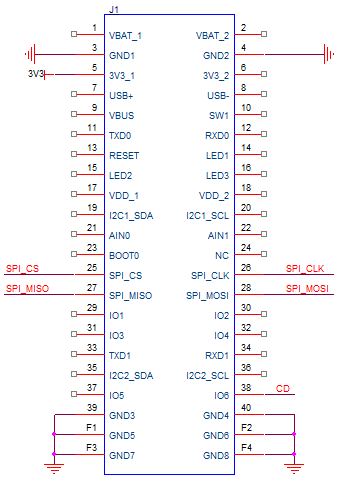 J1
1 VBAT_1 VBAT_2 2
3 GND1 GND2 4
3V3 5 3V3_1 3V3_2 6
7 USB+ USB- 8
9 VBUS SW1 10
11 TXD0 RXD0 12
13 RESET LED1 14
15 LED2 LED3 16
17 VDD_1 VDD_2 18
19 I2C1_SDA I2C1_SCL 20
21 AIN0 AIN1 22
23 BOOT0 NC 24
SPI_CS 25 SPI_CS SPI_CLK 26 SPI_CLK
SPI_MISO 27 SPI_MISO SPI_MOSI 28 SPI_MOSI
29 IO1 IO2 30
31 IO3 IO4 32
33 TXD1 RXD1 34
35 I2C2_SDA I2C2_SCL 36
37 IO5 IO6 38 CD
39 GND3 GND4 40
F1 GND5 GND6 F2
F3 GND7 GND8 F4